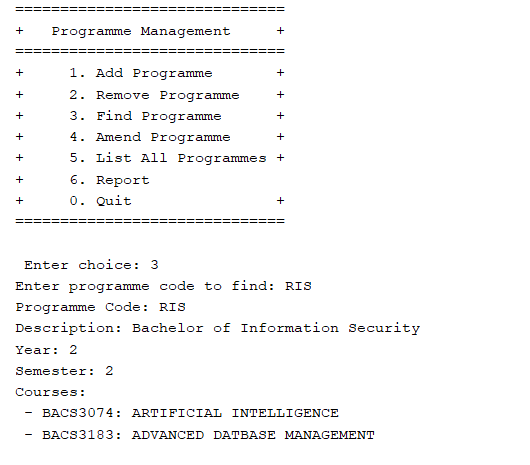 ==============================
+   Programme Management     +
==============================
+     1. Add Programme       +
+     2. Remove Programme    +
+     3. Find Programme      +
+     4. Amend Programme     +
+     5. List All Programmes +
+     6. Report
+     0. Quit                +
==============================
Enter choice: 3
Enter programme code to find: RIS
Programme Code: RIS
Description: Bachelor of Information Security
Year: 2
Semester: 2
Courses:
- BACS3074: ARTIFICIAL INTELLIGENCE
- BACS3183: ADVANCED DATBASE MANAGEMENT